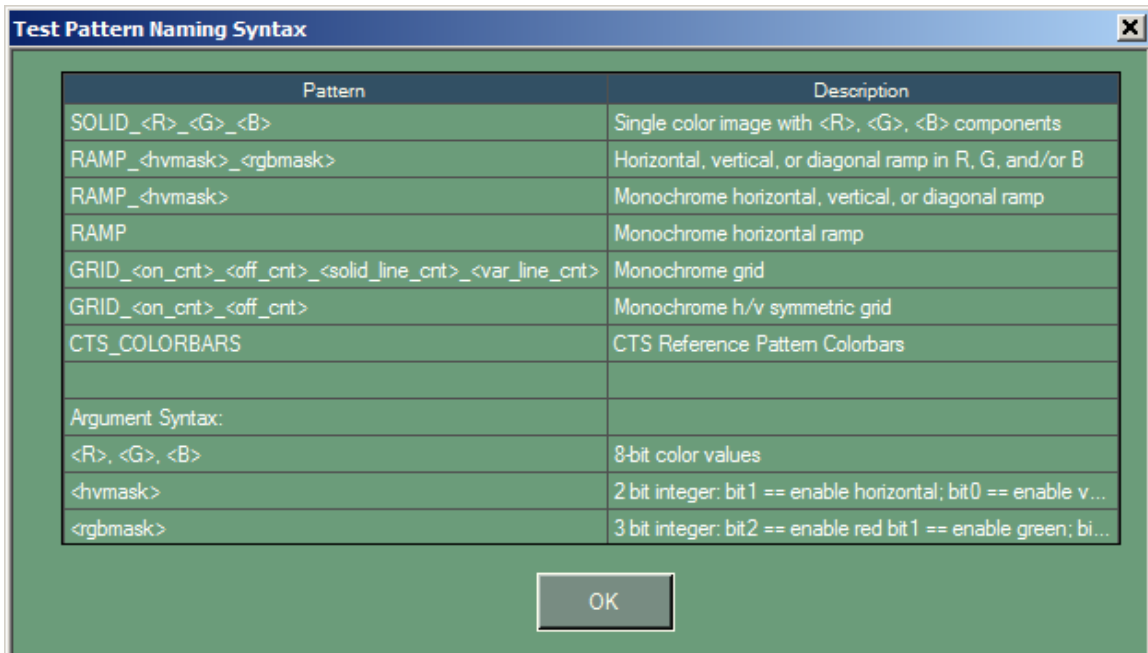 Test Pattern Naming Syntax
Pattern Description
SOLID_<R>_<G>_<B> Single color image with <R>, <G>, <B> components
RAMP_<hvmask>_<rgbmask> Horizontal, vertical, or diagonal ramp in R, G, and/or B
RAMP_<hvmask> Monochrome horizontal, vertical, or diagonal ramp
RAMP Monochrome horizontal ramp
GRID_<on_cnt>_<off_cnt>_<solid_line_cnt>_<var_line_cnt> Monochrome grid
GRID_<on_cnt>_<off_cnt> Monochrome h/v symmetric grid
CTS_COLORBARS CTS Reference Pattern Colorbars
Argument Syntax:
<R>, <G>, <B> 8-bit color values
<hvmask> 2 bit integer: bit1 == enable horizontal; bit0 == enable v...
<rgbmask> 3 bit integer: bit2 == enable red bit1 == enable green; bi...
OK